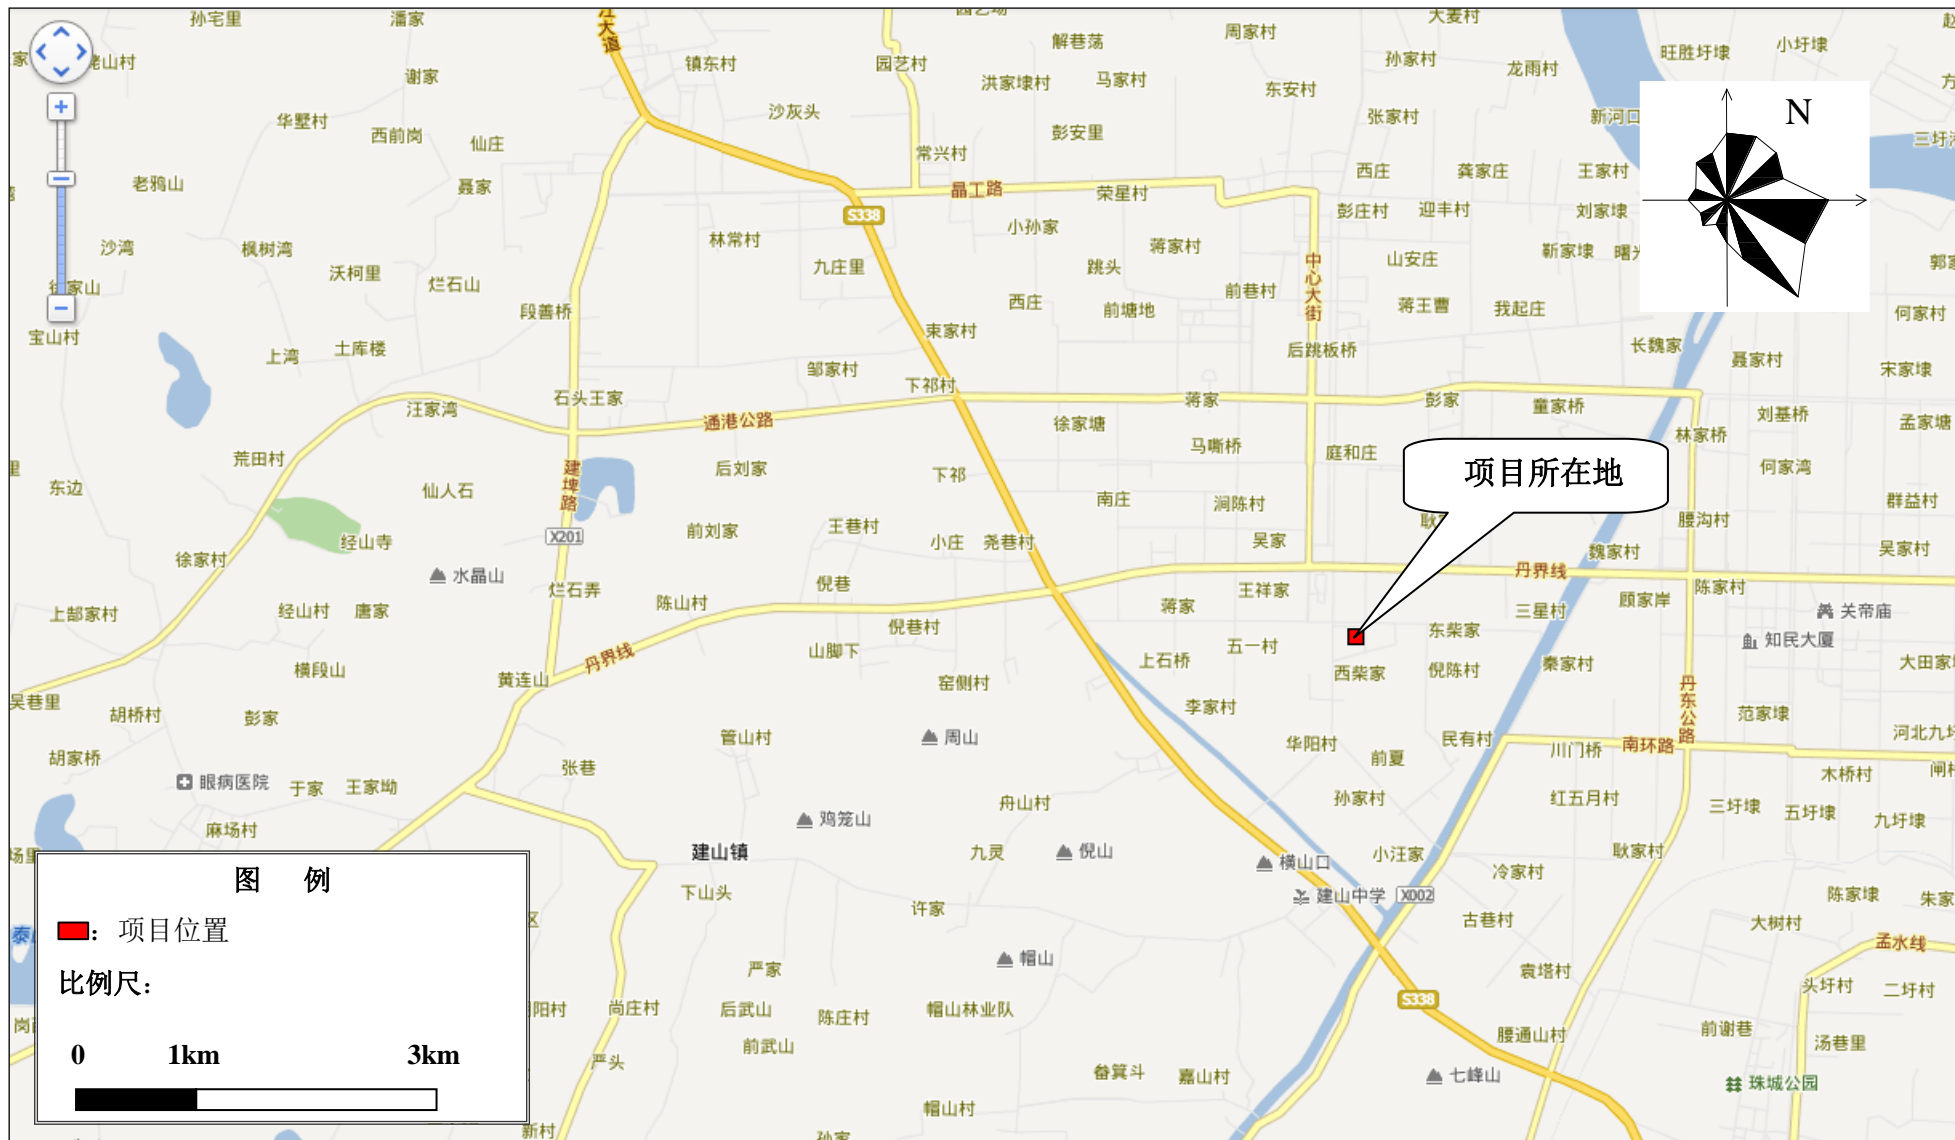 孙宅里
潘家
大麦村
周家村
解巷荡
旺胜圩埭
小圩埭
镇东村
园艺村
孙家村
龙雨村
谢家
洪家埭村
马家村
东安村
沙灰头
张家村
新河口
N
华墅村
西前岗
仙庄
彭安里
常兴村
老鸦山
聂家
晶工路
荣星村
西庄
龚家庄
王家村
S338
彭庄村
迎丰村
刘家埭
小孙家
林常村
蒋家村
沙湾
枫树湾
靳家埭
山安庄
九庄里
跳头
沃柯里
烂石山
中心大街
前巷村
西庄
前塘地
蒋王曹
我起庄
何家村
段善桥
宝山村
束家村
上湾
土库楼
后跳板桥
长魏家
聂家村
宋家埭
邹家村
下祁村
石头王家
汪家湾
通港公路
蒋家
彭家
童家桥
刘基桥
孟家塘
徐家塘
林家桥
马嘶桥
庭和庄
荒田村
建埤路
后刘家
下祁
项目所在地
何家湾
东边
仙人石
南庄
涧陈村
群益村
前刘家
王巷村
腰沟村
X201
经山寺
小庄
尧巷村
吴家
魏家村
吴家村
徐家村
水晶山
丹界线
烂石弄
倪巷
王祥家
陈家村
陈山村
蒋家
顾家岸
上郜家村
经山村
唐家
三星村
关帝庙
倪巷村
东柴家
知民大厦
山脚下
丹界线
五一村
上石桥
横段山
黄连山
西柴家
倪陈村
秦家村
窑侧村
丹东公路
吴巷里
胡桥村
彭家
李家村
范家埭
管山村
周山
华阳村
民有村
川门桥
南环路
胡家桥
张巷
前夏
眼病医院
于家
王家坳
木桥村
孙家村
红五月村
舟山村
三圩埭
五圩埭
九圩埭
鸡笼山
麻场村
建山镇
九灵
倪山
横山口
小汪家
耿家村
图 例
冷家村
下山头
建山中学
X002
陈家埭
许家
古巷村
大树村
：项目位置
孟水线
帽山
严家
袁塔村
比例尺：
头圩村
二圩村
S338
尚庄村
后武山
陈庄村
帽山林业队
前谢巷
腰通山村
汤巷里
前武山
0 1km 3km
严头
畚箕斗
嘉山村
七峰山
珠城公园
帽山村
新村